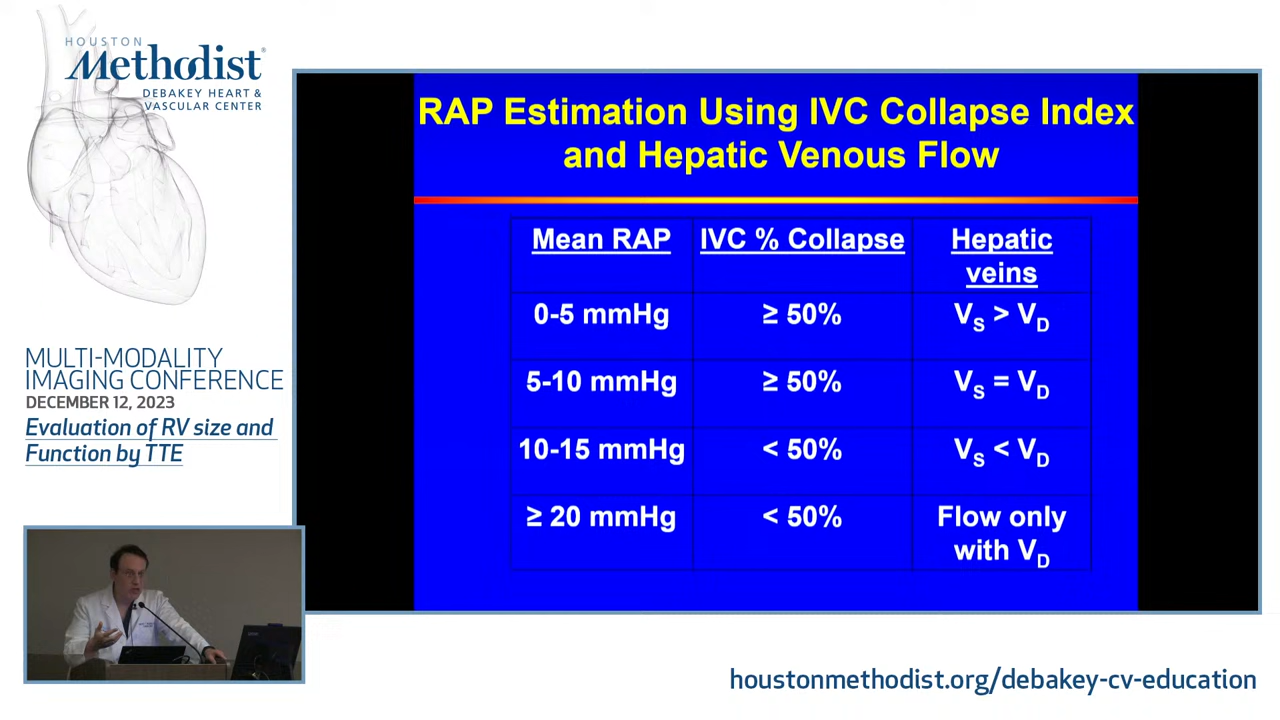 HOUSTON
Methodist®
DEBAKEY HEART &
VASCULAR CENTER
MULTI-MODALITY
IMAGING CONFERENCE
DECEMBER 12, 2023
Evaluation of RV size and
Function by TTE
RAP Estimation Using IVC Collapse Index
and Hepatic Venous Flow
Mean RAP IVC % Collapse Hepatic
veins
0-5 mmHg ≥ 50% VS > VD
5-10 mmHg ≥ 50% VS = VD
10-15 mmHg < 50% VS < VD
≥ 20 mmHg < 50% Flow only
with VD
houstonmethodist.org/debakey-cv-education